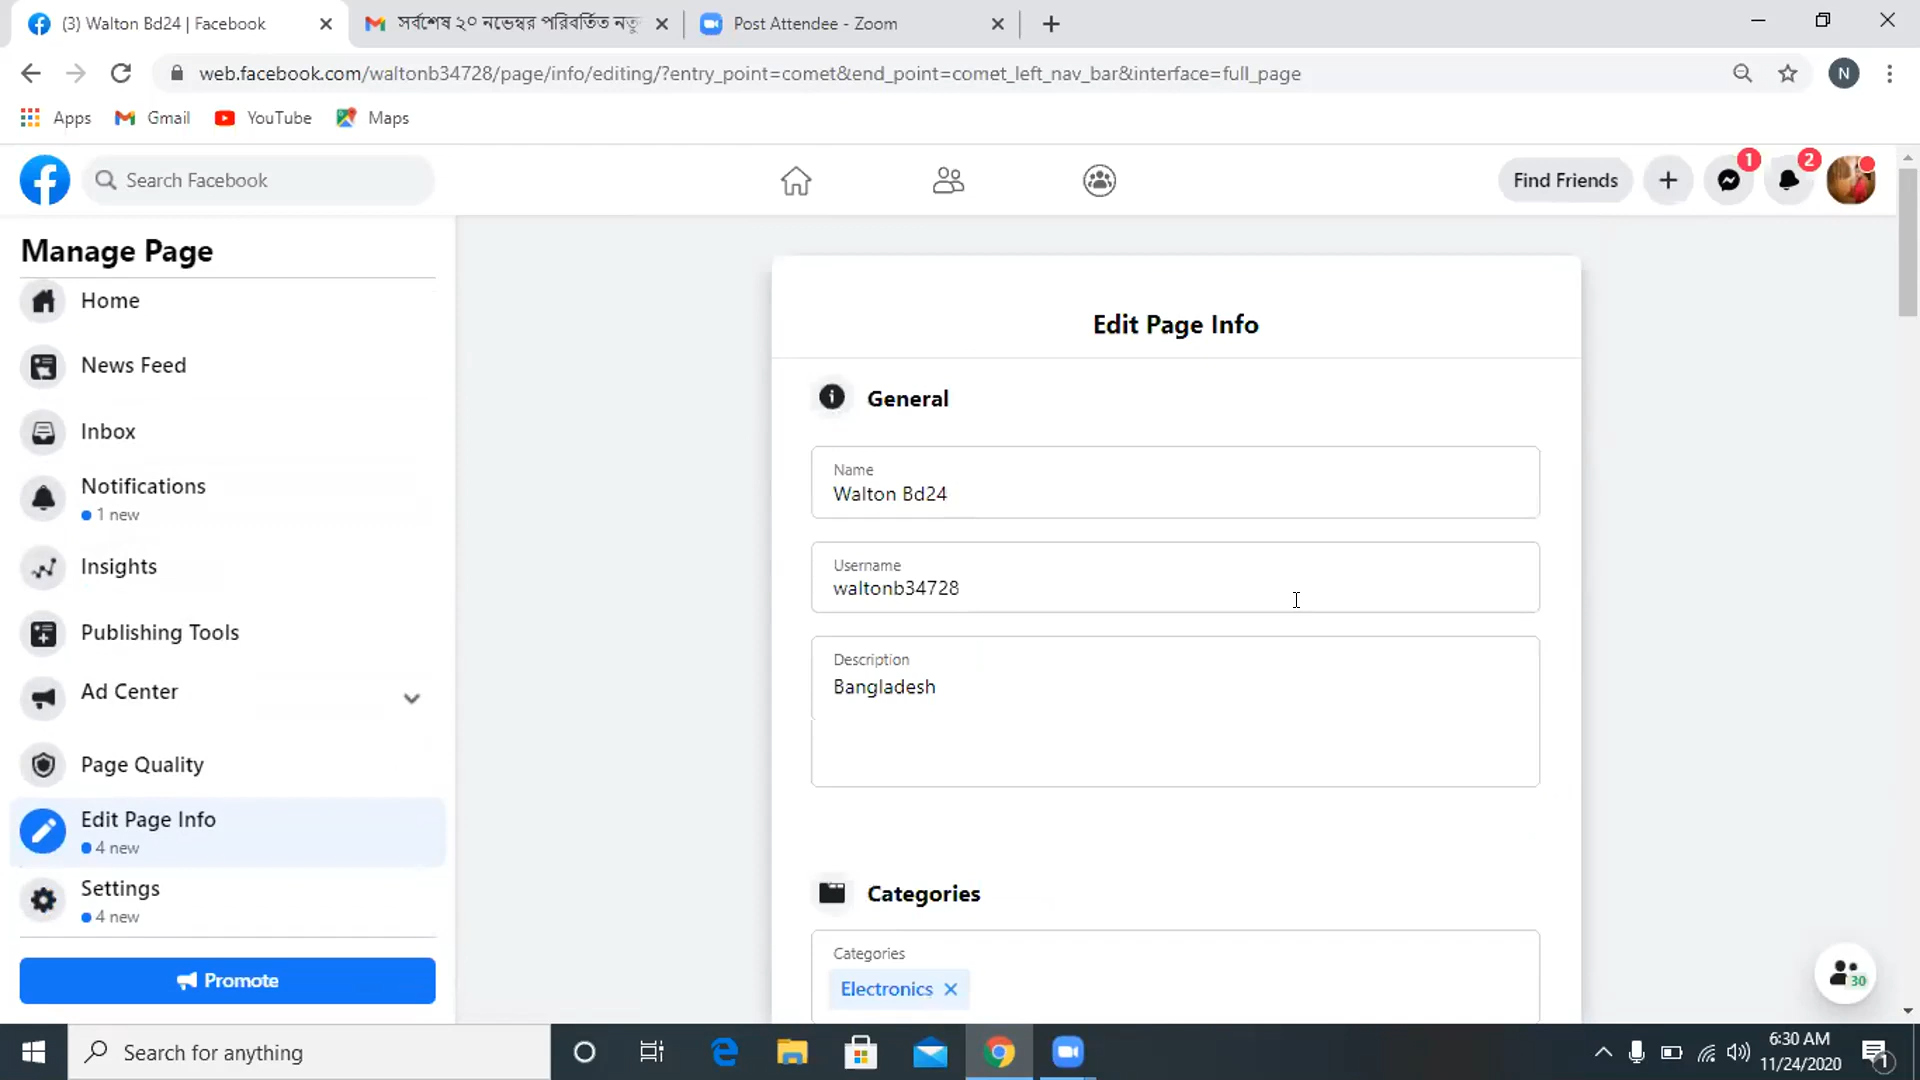 (3) Walton Bd24 | Facebook
সর্বশেষ ২০ নভেম্বর পরিবর্তিত নতু
Post Attendee - Zoom
web.facebook.com/waltonb34728/page/info/editing/?entry_point=comet&end_point=comet_left_nav_bar&interface=full_page
N
Apps
Gmail
YouTube
Maps
Search Facebook
Find Friends
1
2
Manage Page
Home
News Feed
Inbox
Notifications
1 new
Insights
Publishing Tools
Ad Center
Page Quality
Edit Page Info
4 new
Settings
4 new
Promote
Edit Page Info
General
Name
Walton Bd24
Username
waltonb34728
Description
Bangladesh
Categories
Categories
Electronics
30
Search for anything
6:30 AM
11/24/2020
1